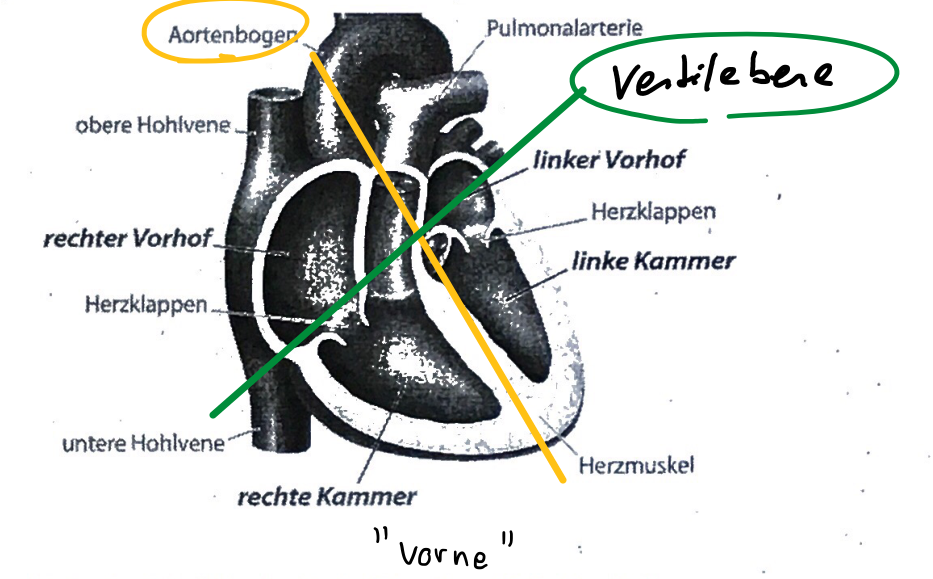 Aortenbogen
Pulmonalarterie
Ventilebene
obere Hohlvene
linker Vorhof
Herzklappen
rechter Vorhof
linke Kammer
Herzklappen
untere Hohlvene
Herzmuskel
rechte Kammer
"Vorne"